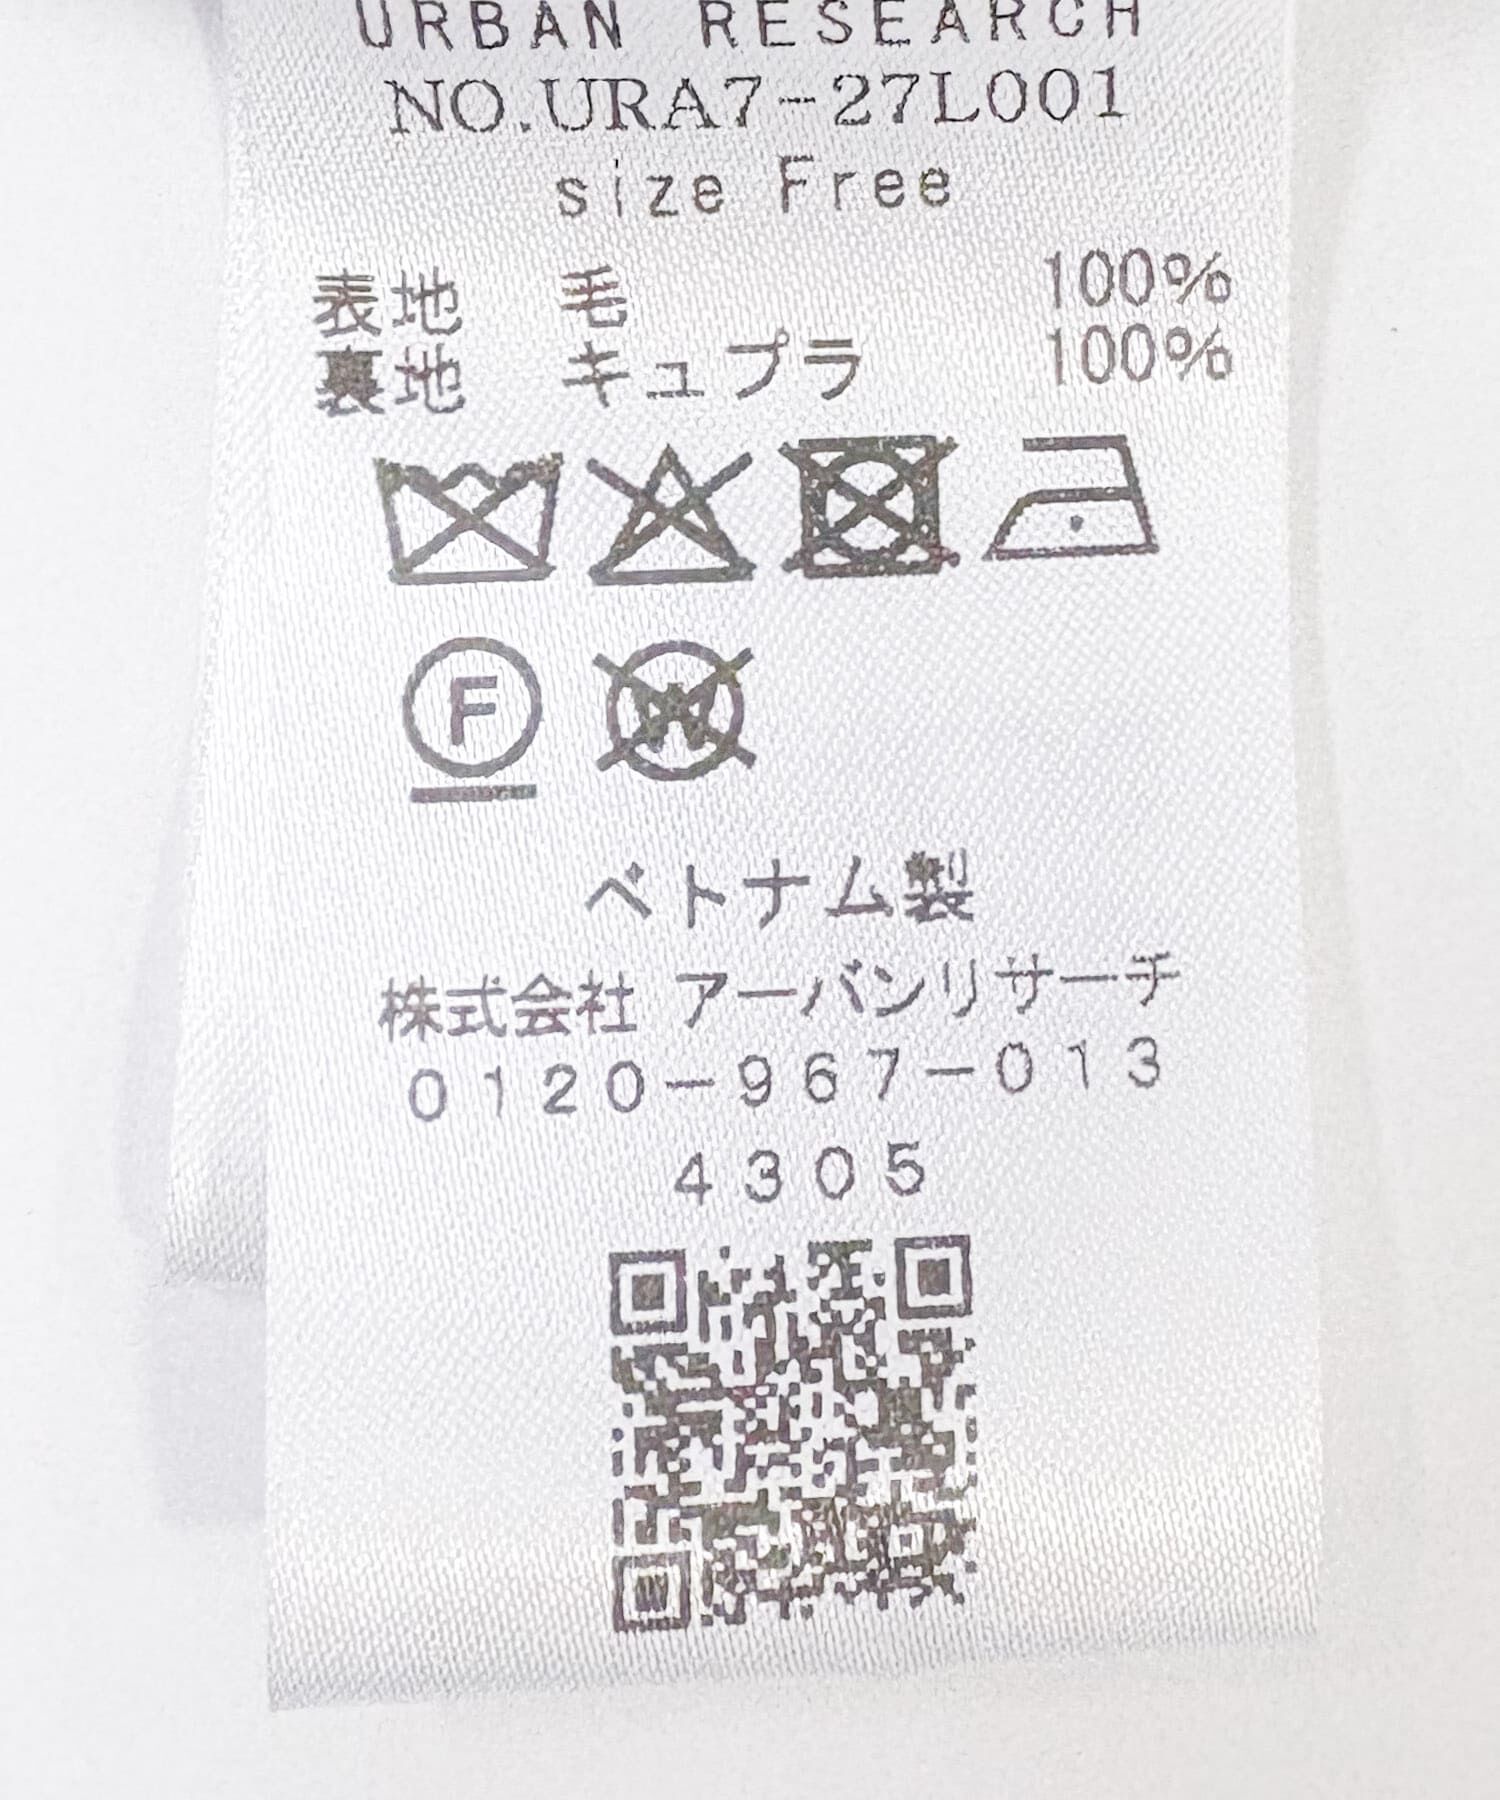 URBAN RESEARCH
NO.URA7-27L001
size Free
表地 毛 100%
裏地 キュプラ 100%
F
W
ベトナム製
株式会社 アーバンリサーチ
0120-967-013
4305